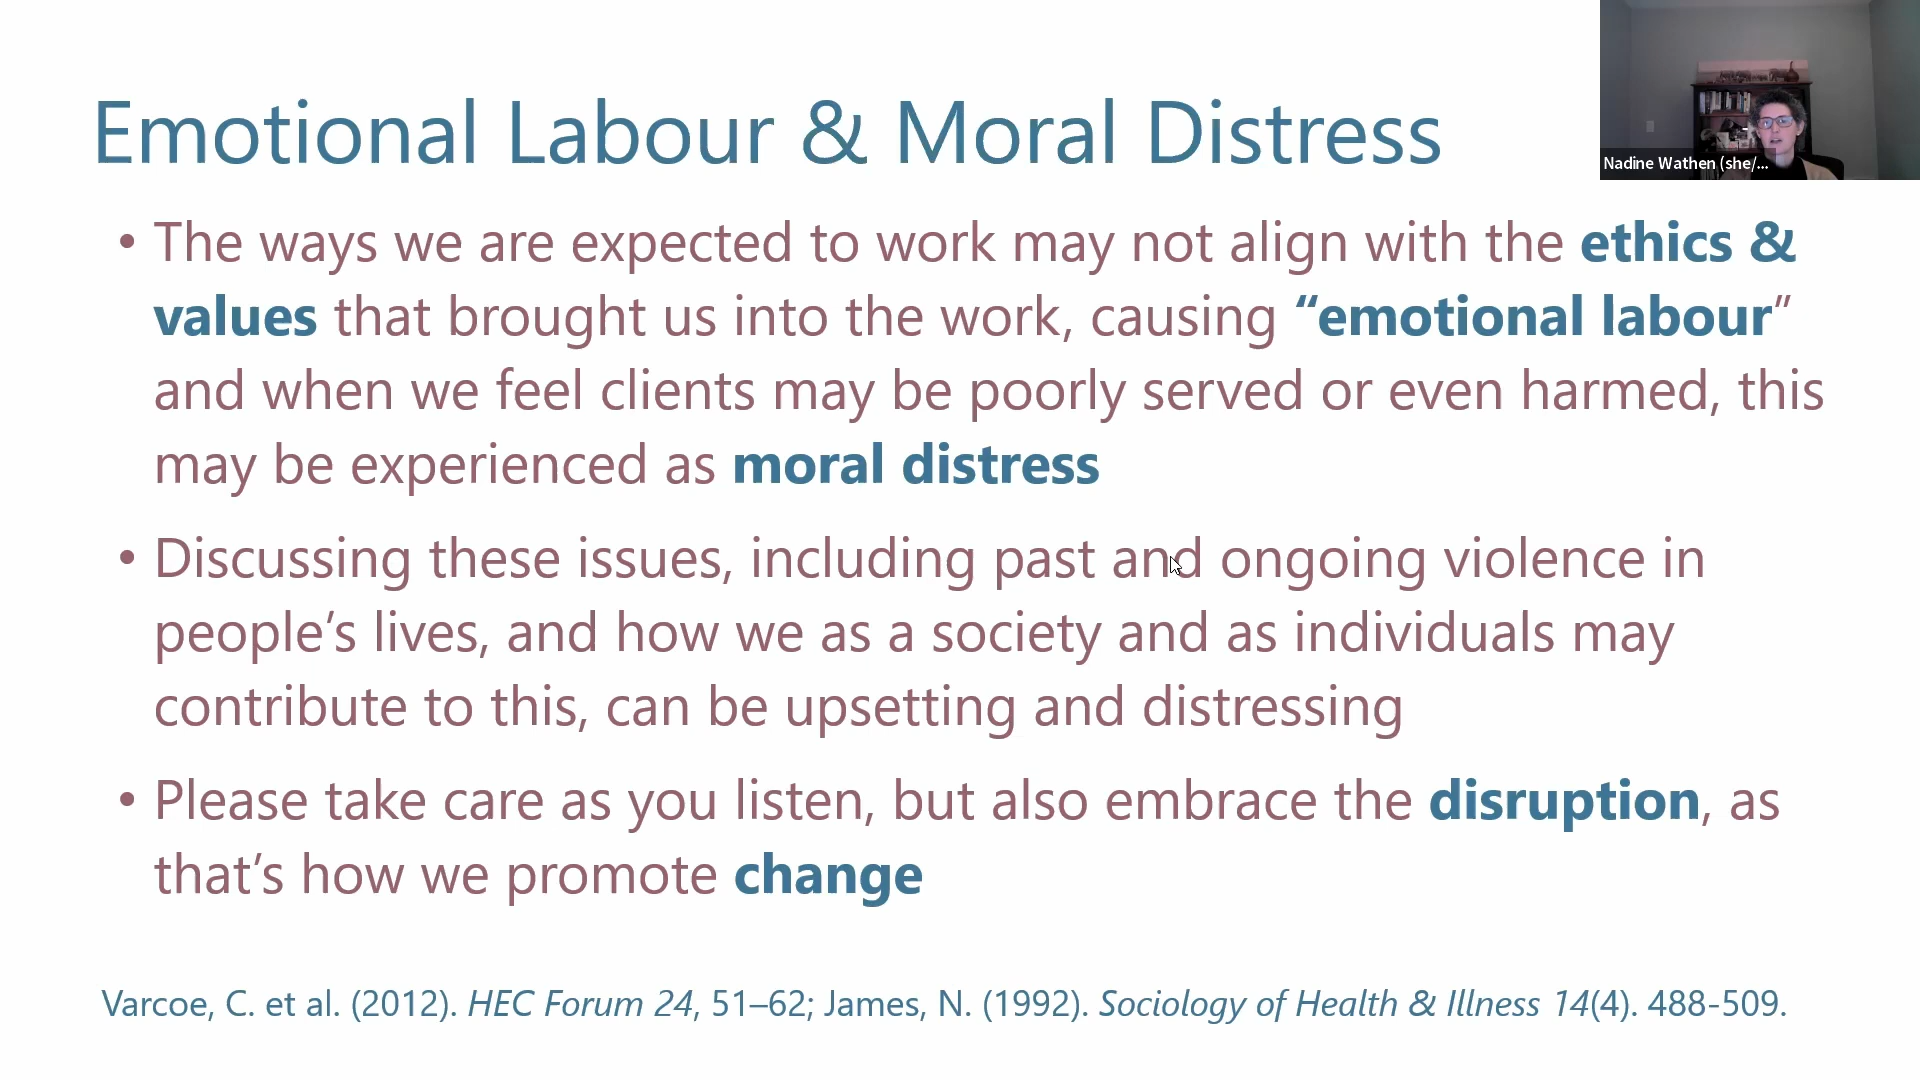 Emotional Labour & Moral Distress
Nadine Wathen (she/...
• The ways we are expected to work may not align with the ethics &
values that brought us into the work, causing “emotional labour”
and when we feel clients may be poorly served or even harmed, this
may be experienced as moral distress
• Discussing these issues, including past and ongoing violence in
people’s lives, and how we as a society and as individuals may
contribute to this, can be upsetting and distressing
• Please take care as you listen, but also embrace the disruption, as
that’s how we promote change
Varcoe, C. et al. (2012). HEC Forum 24, 51–62; James, N. (1992). Sociology of Health & Illness 14(4). 488-509.